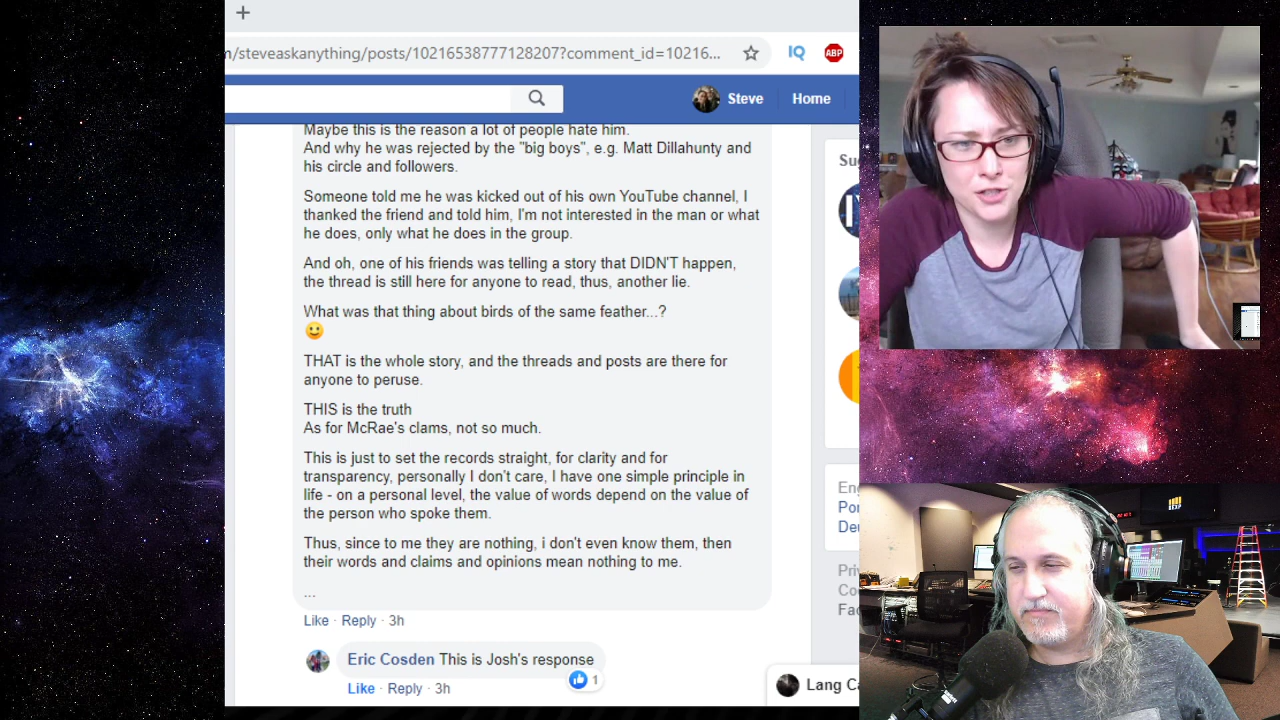 n/steveaskanything/posts/10216538777128207?comment_id=10216...
IQ
ABP
Steve
Home
Maybe this is the reason a lot of people hate him.
And why he was rejected by the "big boys", e.g. Matt Dillahunty and
his circle and followers.
Someone told me he was kicked out of his own YouTube channel, I
thanked the friend and told him, I'm not interested in the man or what
he does, only what he does in the group.
And oh, one of his friends was telling a story that DIDN'T happen,
the thread is still here for anyone to read, thus, another lie.
What was that thing about birds of the same feather...?
THAT is the whole story, and the threads and posts are there for
anyone to peruse.
THIS is the truth
As for McRae's clams, not so much.
This is just to set the records straight, for clarity and for
transparency, personally I don't care, I have one simple principle in
life - on a personal level, the value of words depend on the value of
the person who spoke them.
Thus, since to me they are nothing, i don't even know them, then
their words and claims and opinions mean nothing to me.
...
Like · Reply · 3h
Eric Cosden This is Josh's response
1
Like · Reply · 3h
Su
Eng
Por
Deu
Priv
Coo
Fac
Lang Ca